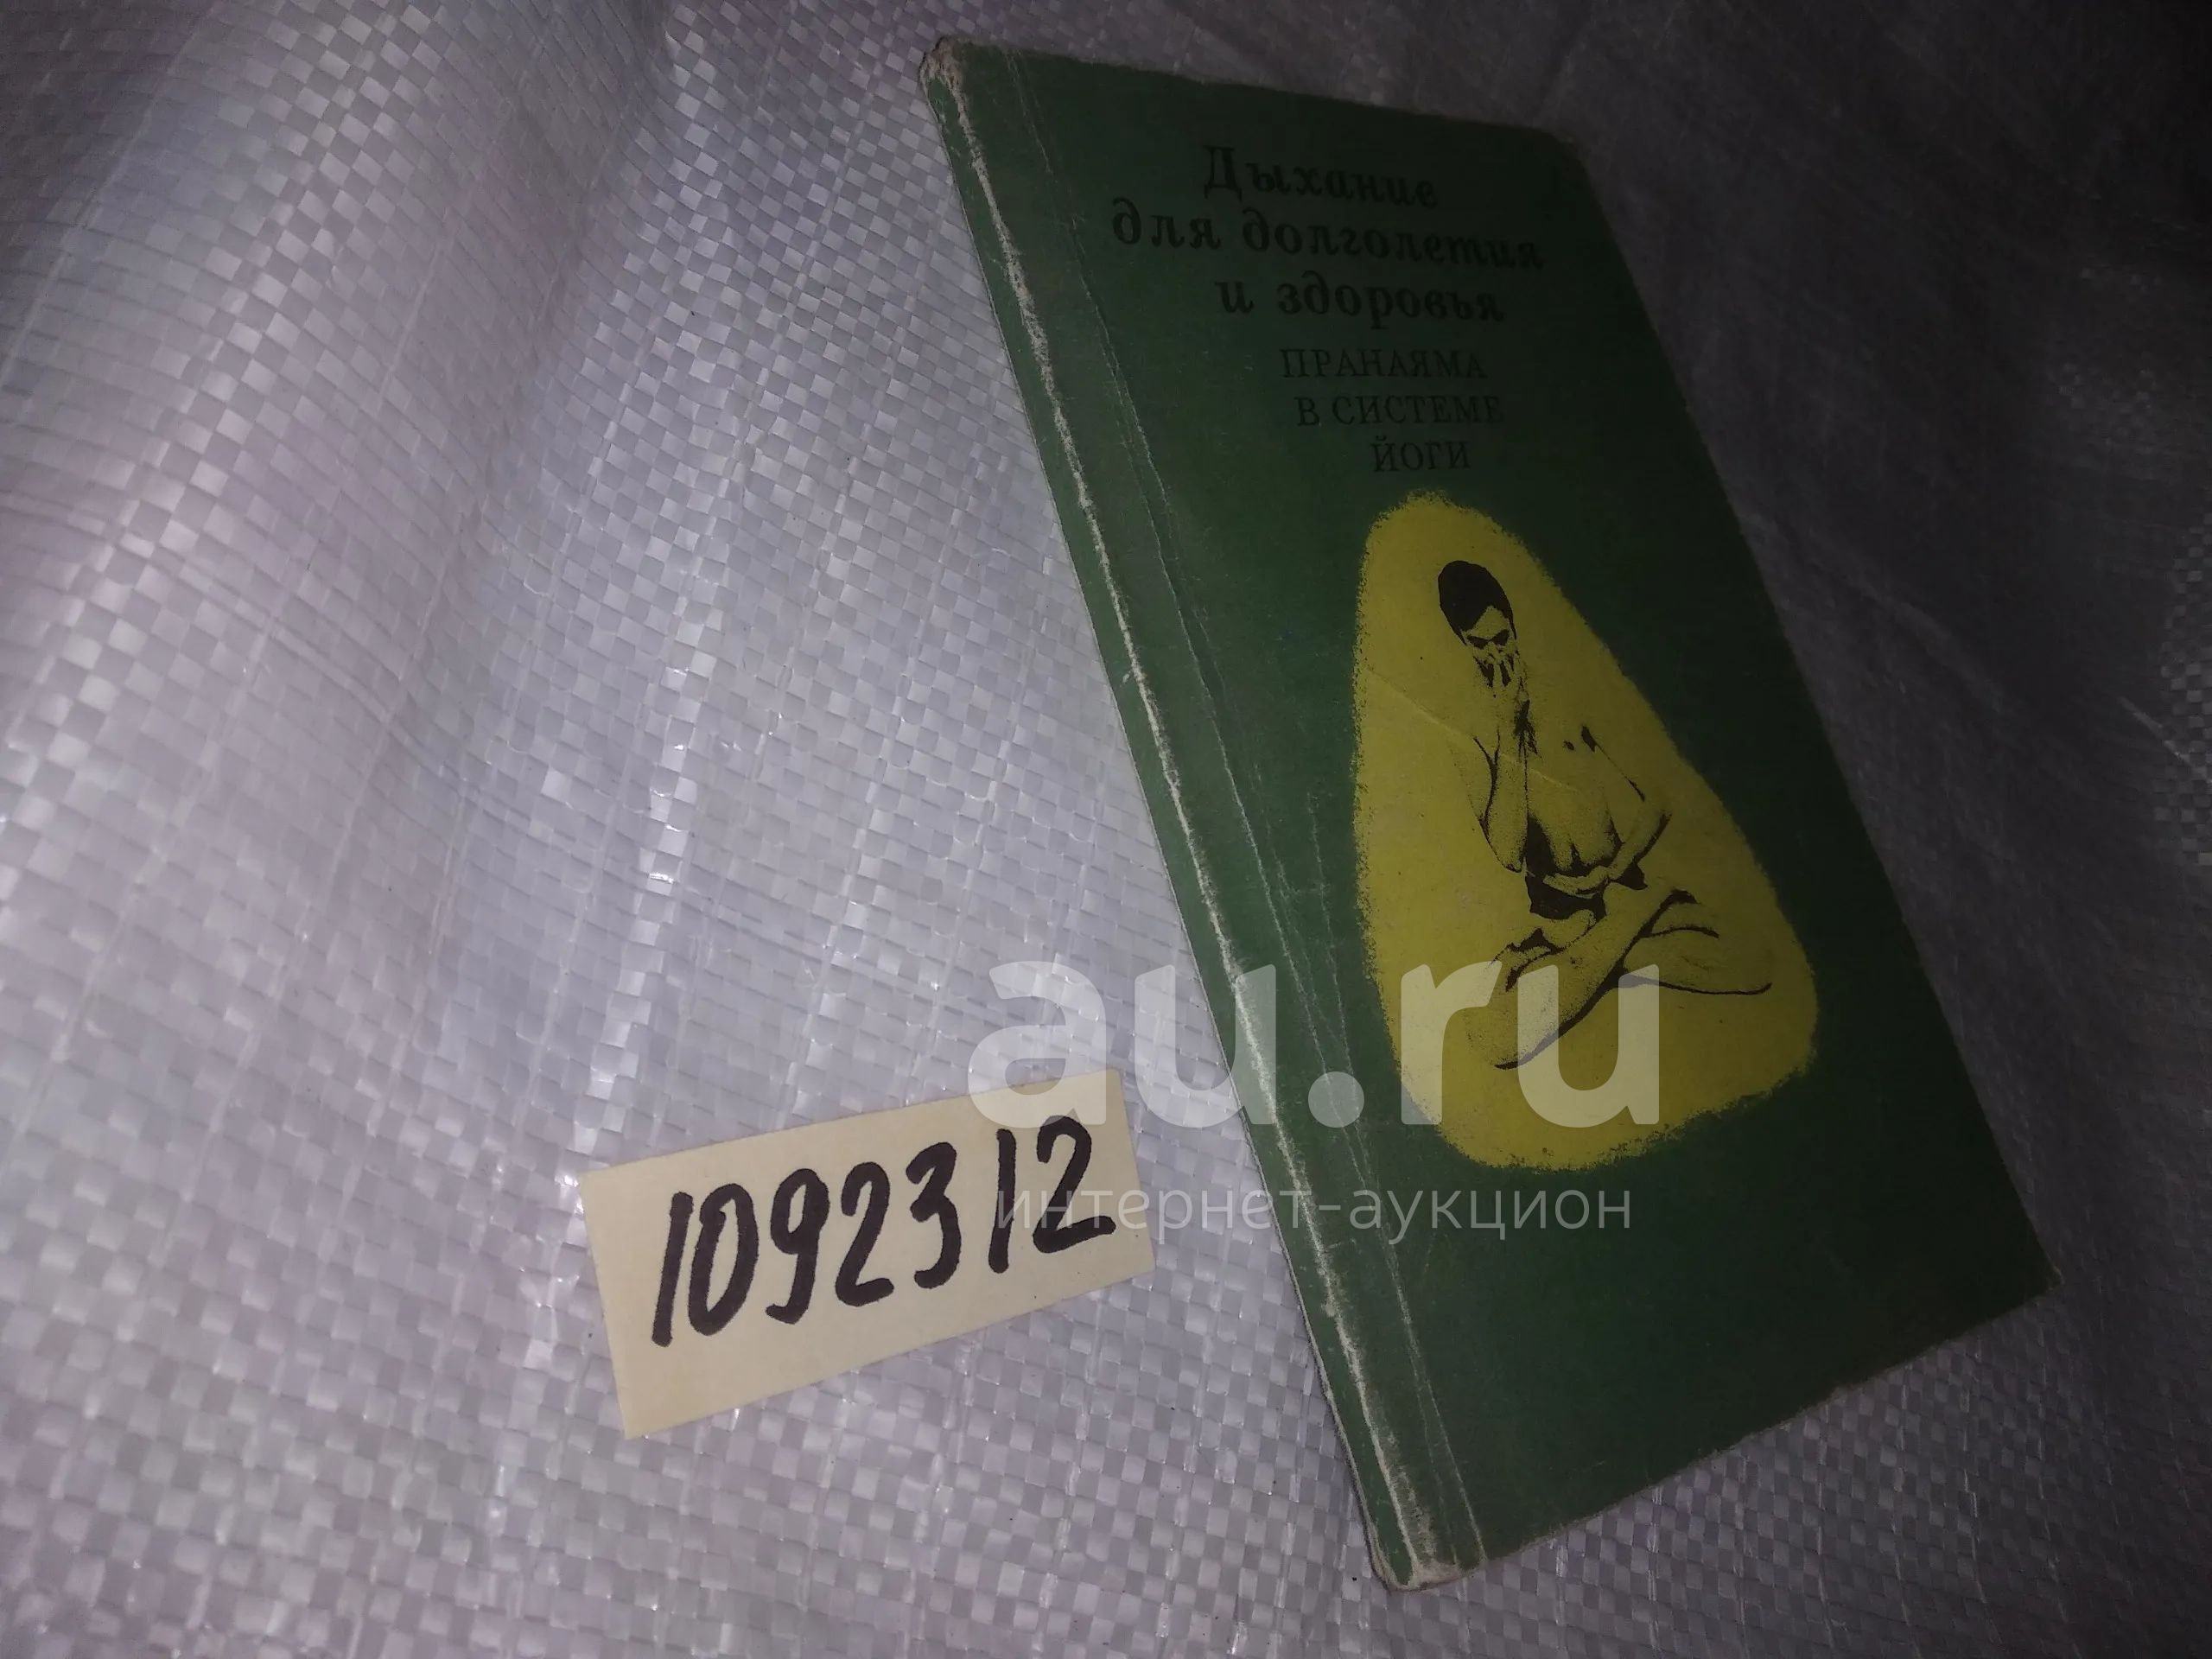 Дыхание
для долголетия
и здоровья
ПРАНАЯМА
В СИСТЕМЕ
ЙОГИ
au.ru
интернет-аукцион
1092312